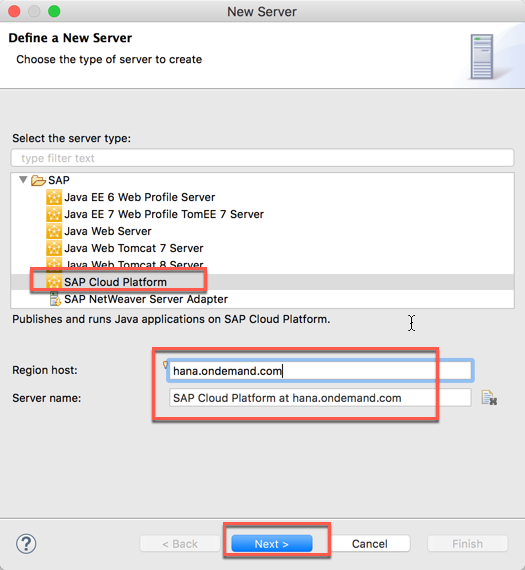 New Server
Define a New Server
Choose the type of server to create
Select the server type:
type filter text
SAP
Java EE 6 Web Profile Server
Java EE 7 Web Profile TomEE 7 Server
Java Web Server
Java Web Tomcat 7 Server
Java Web Tomcat 8 Server
SAP Cloud Platform
SAP NetWeaver Server Adapter
Publishes and runs Java applications on SAP Cloud Platform.
Region host: hana.ondemand.com
Server name: SAP Cloud Platform at hana.ondemand.com
? < Back Next > Cancel Finish